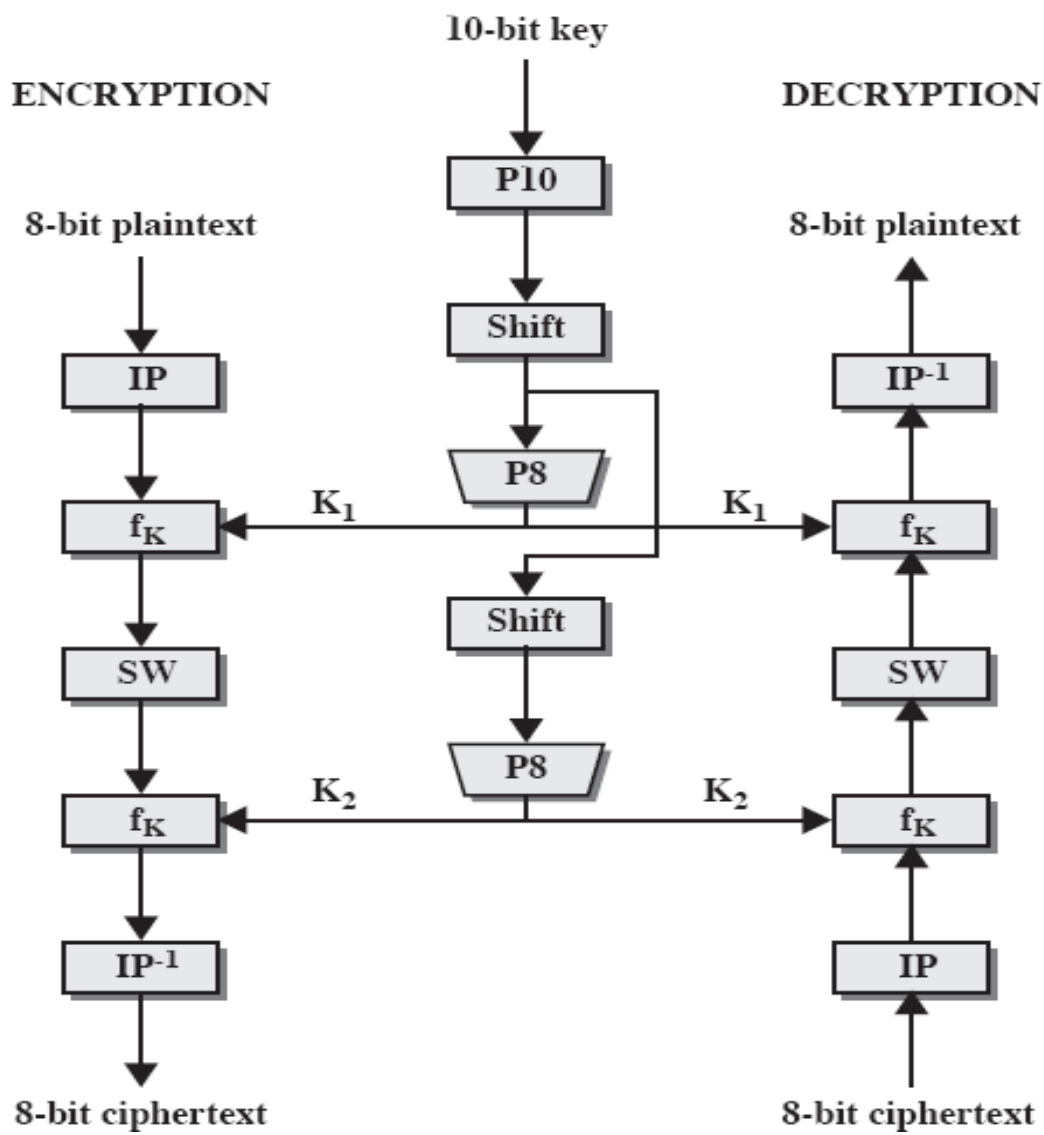 10-bit key
ENCRYPTION
DECRYPTION
P10
8-bit plaintext
8-bit plaintext
Shift
IP
IP-1
P8
K1
K1
fK
fK
Shift
SW
SW
P8
K2
K2
fK
fK
IP-1
IP
8-bit ciphertext
8-bit ciphertext